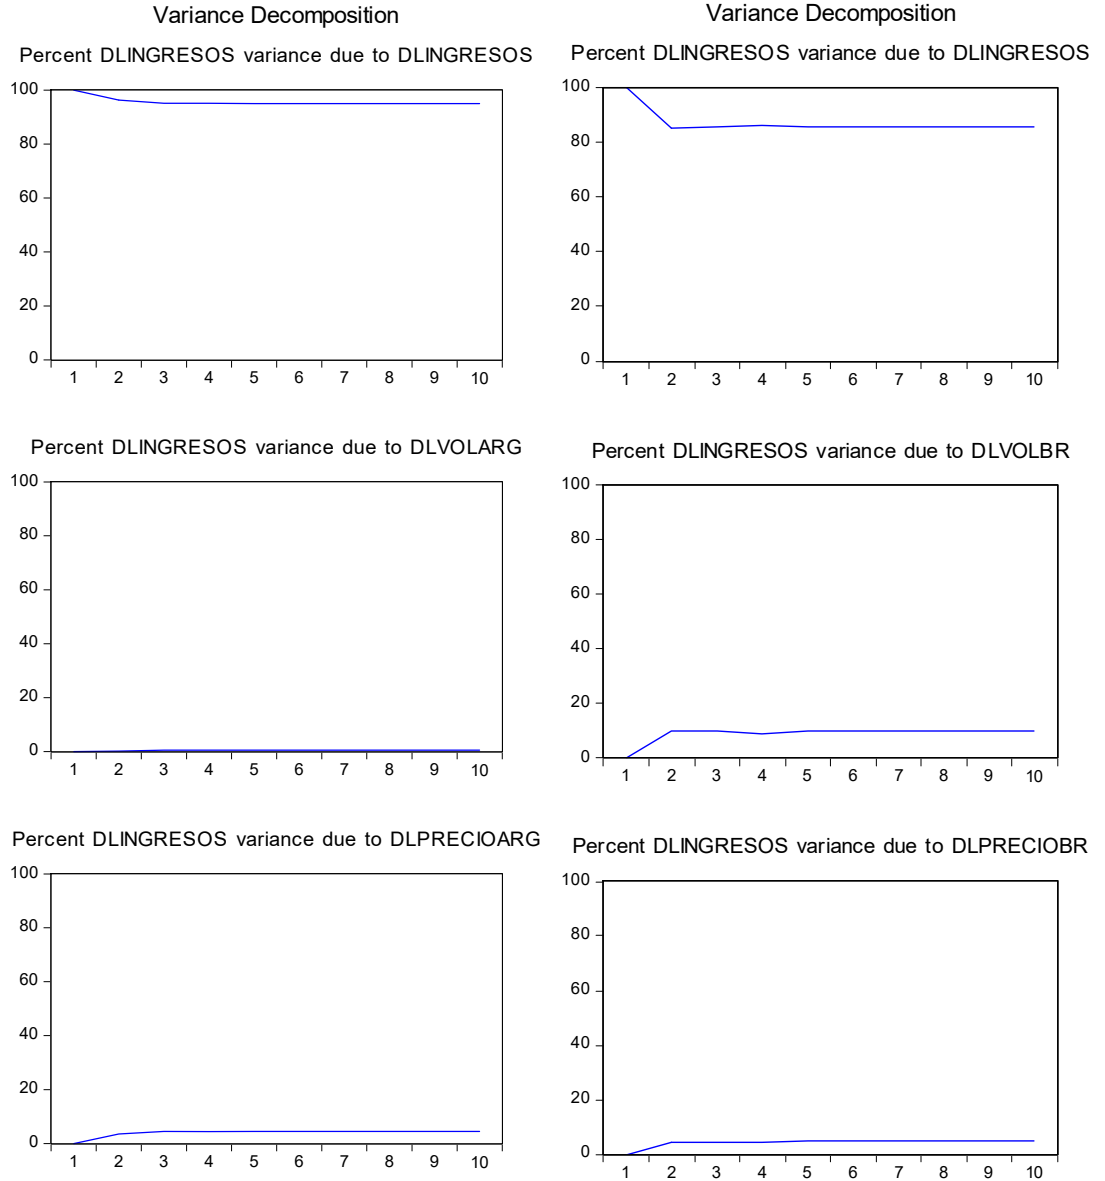 Variance Decomposition
Percent DLINGRESOS variance due to DLINGRESOS
100
80
60
40
20
0
1 2 3 4 5 6 7 8 9 10
Percent DLINGRESOS variance due to DLVOLARG
100
80
60
40
20
0
1 2 3 4 5 6 7 8 9 10
Percent DLINGRESOS variance due to DLPRECIOARG
100
80
60
40
20
0
1 2 3 4 5 6 7 8 9 10
Variance Decomposition
Percent DLINGRESOS variance due to DLINGRESOS
100
80
60
40
20
0
1 2 3 4 5 6 7 8 9 10
Percent DLINGRESOS variance due to DLVOLBR
100
80
60
40
20
0
1 2 3 4 5 6 7 8 9 10
Percent DLINGRESOS variance due to DLPRECIOBR
100
80
60
40
20
0
1 2 3 4 5 6 7 8 9 10